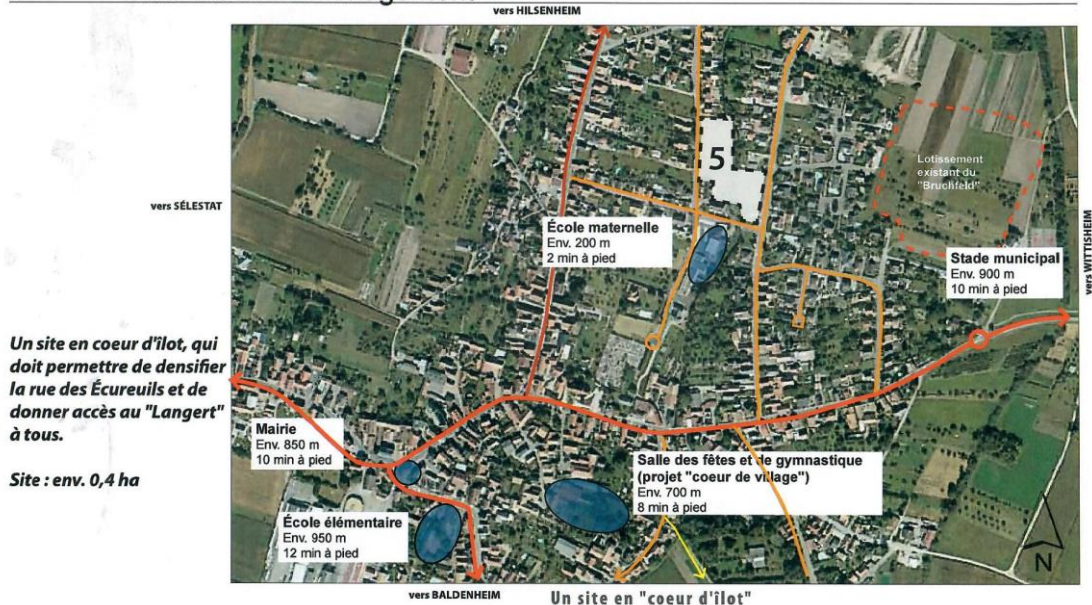 vers HILSENHEIM
5
Lotissement
existant du
"Bruchfeld"
vers SÉLESTAT
École maternelle
Env. 200 m
2 min à pied
Stade municipal
Env. 900 m
10 min à pied
vers WITTISHEIM
Un site en coeur d'îlot, qui
doit permettre de densifier
la rue des Écureuils et de
donner accès au "Langert"
à tous.
Site : env. 0,4 ha
Mairie
Env. 850 m
10 min à pied
Salle des fêtes et de gymnastique
(projet "coeur de village")
Env. 700 m
8 min à pied
École élémentaire
Env. 950 m
12 min à pied
N
vers BALDENHEIM
Un site en "coeur d'îlot"